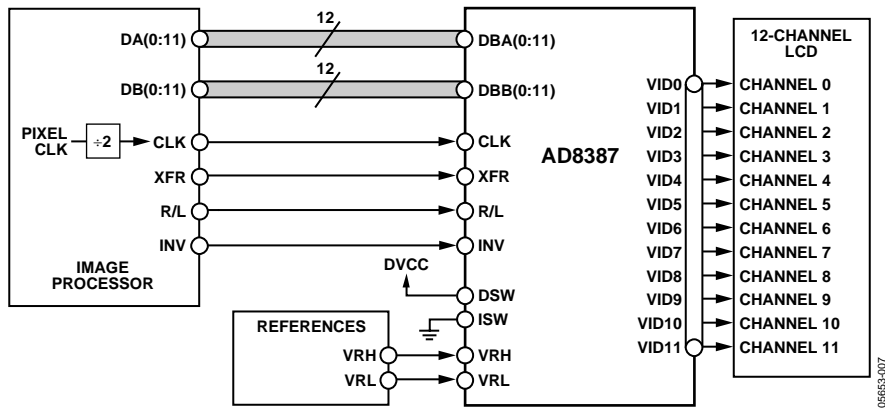 DA(0:11)
DB(0:11)
PIXEL
CLK
÷2
CLK
XFR
R/L
INV
IMAGE
PROCESSOR
12
12
DBA(0:11)
DBB(0:11)
CLK
XFR
R/L
INV
DVCC
DSW
ISW
VRH
VRL
REFERENCES
VRH
VRL
AD8387
VID0
VID1
VID2
VID3
VID4
VID5
VID6
VID7
VID8
VID9
VID10
VID11
12-CHANNEL
LCD
CHANNEL 0
CHANNEL 1
CHANNEL 2
CHANNEL 3
CHANNEL 4
CHANNEL 5
CHANNEL 6
CHANNEL 7
CHANNEL 8
CHANNEL 9
CHANNEL 10
CHANNEL 11
05653-007